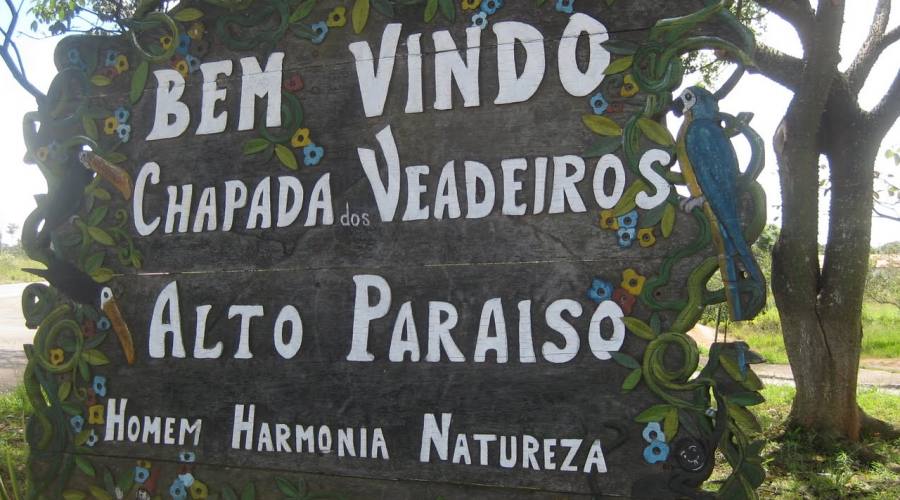 BEM VINDO
CHAPADA dos VEADEIROS
ALTO PARAISO
HOMEM HARMONIA NATUREZA